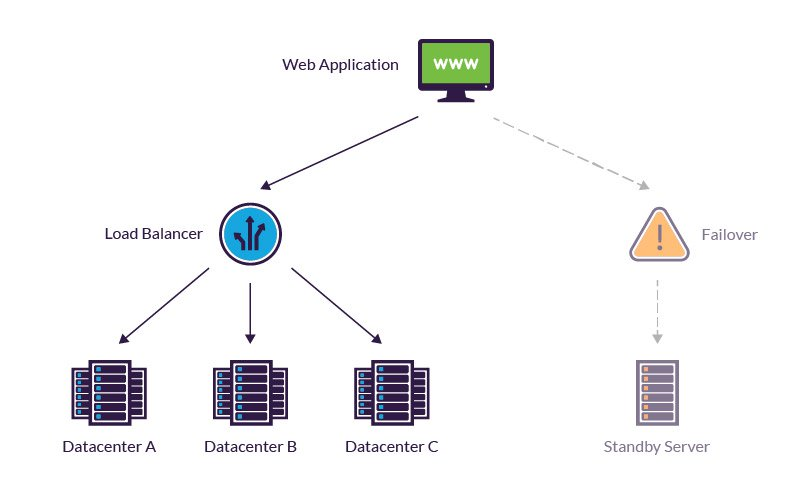 Web Application
www
Load Balancer
!
Failover
Datacenter A
Datacenter B
Datacenter C
Standby Server